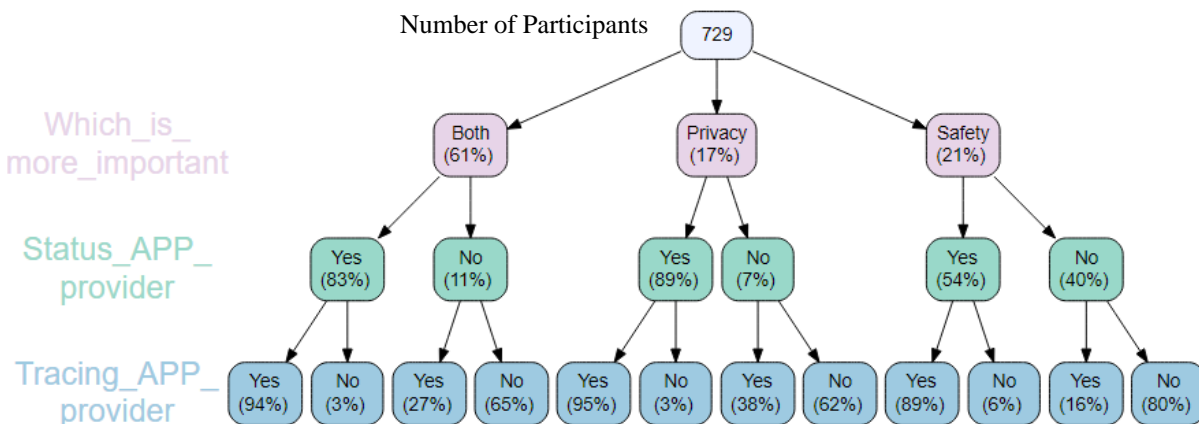 Number of Participants
729
Which_is_
more_important
Both
(61%)
Privacy
(17%)
Safety
(21%)
Status_APP_
provider
Yes
(83%)
No
(11%)
Yes
(89%)
No
(7%)
Yes
(54%)
No
(40%)
Tracing_APP_
provider
Yes
(94%)
No
(3%)
Yes
(27%)
No
(65%)
Yes
(95%)
No
(3%)
Yes
(38%)
No
(62%)
Yes
(89%)
No
(6%)
Yes
(16%)
No
(80%)